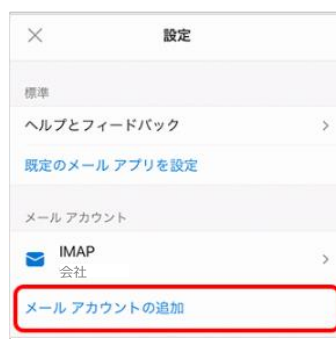 設定
標準
ヘルプとフィードバック
既定のメール アプリを設定
メール アカウント
IMAP
会社
メール アカウントの追加